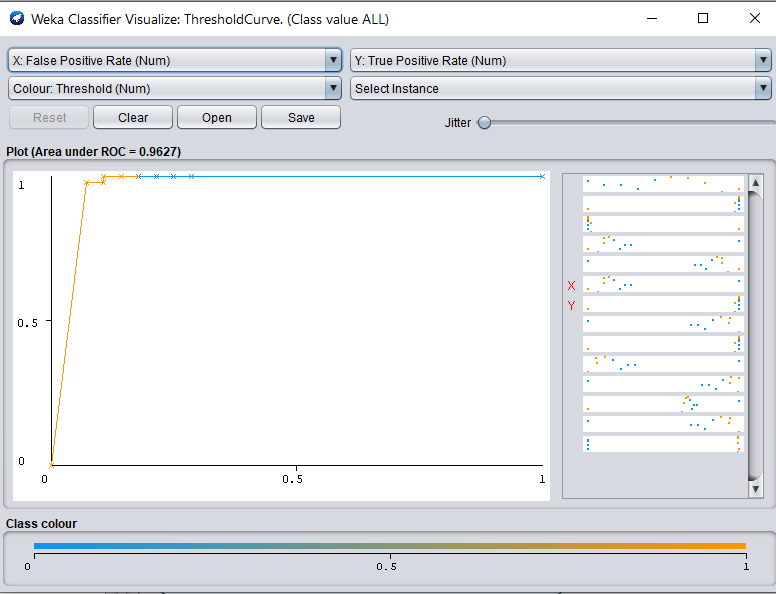 Weka Classifier Visualize: ThresholdCurve. (Class value ALL)
X: False Positive Rate (Num)
Y: True Positive Rate (Num)
Colour: Threshold (Num)
Select Instance
Reset
Clear
Open
Save
Jitter
Plot (Area under ROC = 0.9627)
1
0.5
0
0
0.5
1
X
Y
Class colour
0
0.5
1